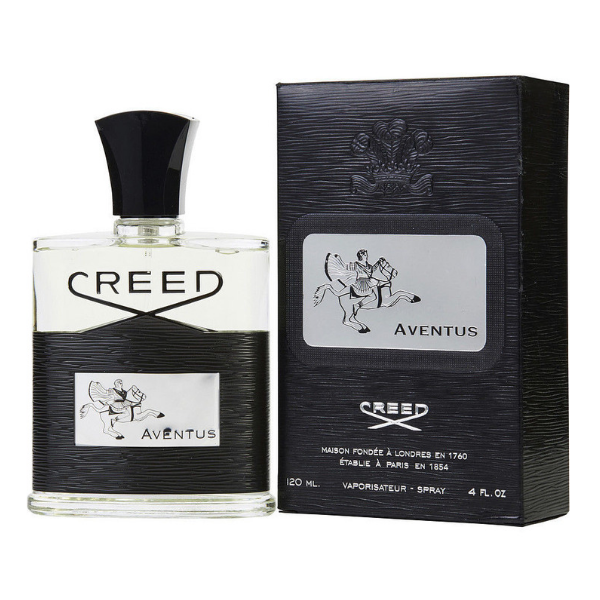 CREED
AVENTUS
AVENTUS
CREED
MAISON FONDÉE À LONDRES EN 1760
ÉTABLIE À PARIS EN 1854
120 ML. VAPORISATEUR - SPRAY 4 FL. OZ